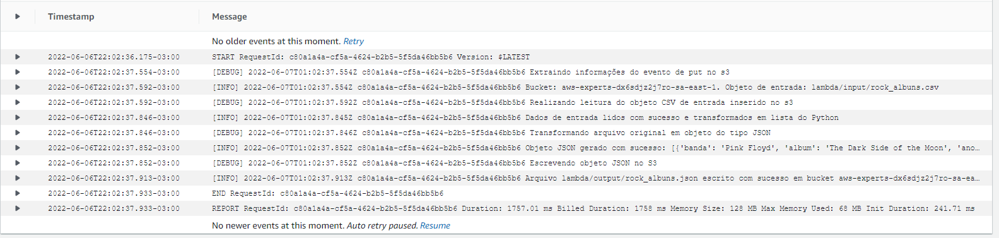 Timestamp Message
No older events at this moment. Retry
2022-06-06T22:02:36.175-03:00 START RequestId: c80a1a4a-cf5a-4624-b2b5-5f5da46bb5b6 Version: $LATEST
2022-06-06T22:02:37.554-03:00 [DEBUG] 2022-06-07T01:02:37.554Z c80a1a4a-cf5a-4624-b2b5-5f5da46bb5b6 Extraindo informações do evento de put no s3
2022-06-06T22:02:37.592-03:00 [INFO] 2022-06-07T01:02:37.592Z c80a1a4a-cf5a-4624-b2b5-5f5da46bb5b6 Bucket: aws-experts-dx6sdjz2j7ro-sa-east-1. Objeto de entrada: lambda/input/rock_albuns.csv
2022-06-06T22:02:37.592-03:00 [DEBUG] 2022-06-07T01:02:37.592Z c80a1a4a-cf5a-4624-b2b5-5f5da46bb5b6 Realizando leitura do objeto CSV de entrada inserido no s3
2022-06-06T22:02:37.846-03:00 [INFO] 2022-06-07T01:02:37.845Z c80a1a4a-cf5a-4624-b2b5-5f5da46bb5b6 Dados de entrada lidos com sucesso e transformados em lista do Python
2022-06-06T22:02:37.846-03:00 [DEBUG] 2022-06-07T01:02:37.846Z c80a1a4a-cf5a-4624-b2b5-5f5da46bb5b6 Transformando arquivo original em objeto do tipo JSON
2022-06-06T22:02:37.852-03:00 [INFO] 2022-06-07T01:02:37.852Z c80a1a4a-cf5a-4624-b2b5-5f5da46bb5b6 Objeto JSON gerado com sucesso: [{'banda': 'Pink Floyd', 'album': 'The Dark Side of the Moon', 'ano…
2022-06-06T22:02:37.852-03:00 [DEBUG] 2022-06-07T01:02:37.852Z c80a1a4a-cf5a-4624-b2b5-5f5da46bb5b6 Escrevendo objeto JSON no S3
2022-06-06T22:02:37.913-03:00 [INFO] 2022-06-07T01:02:37.913Z c80a1a4a-cf5a-4624-b2b5-5f5da46bb5b6 Arquivo lambda/output/rock_albuns.json escrito com sucesso em bucket aws-experts-dx6sdjz2j7ro-sa-ea…
2022-06-06T22:02:37.933-03:00 END RequestId: c80a1a4a-cf5a-4624-b2b5-5f5da46bb5b6
2022-06-06T22:02:37.933-03:00 REPORT RequestId: c80a1a4a-cf5a-4624-b2b5-5f5da46bb5b6 Duration: 1757.01 ms Billed Duration: 1758 ms Memory Size: 128 MB Max Memory Used: 68 MB Init Duration: 241.71 ms
No newer events at this moment. Auto retry paused. Resume